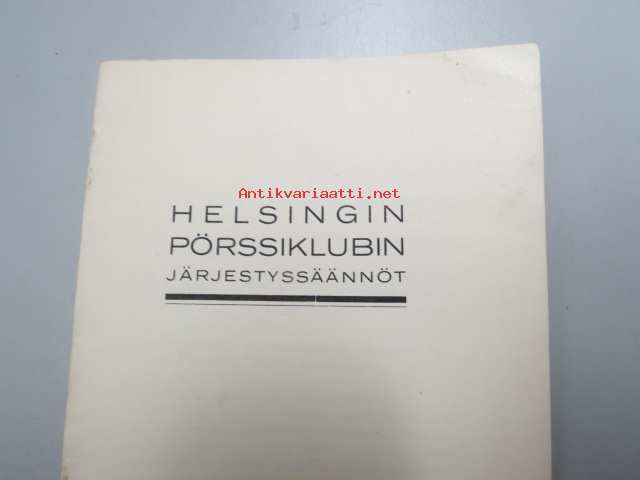 Antikvariaatti.net
HELSINGIN
PÖRSSIKLUBIN
JÄRJESTYSSÄÄNNÖT